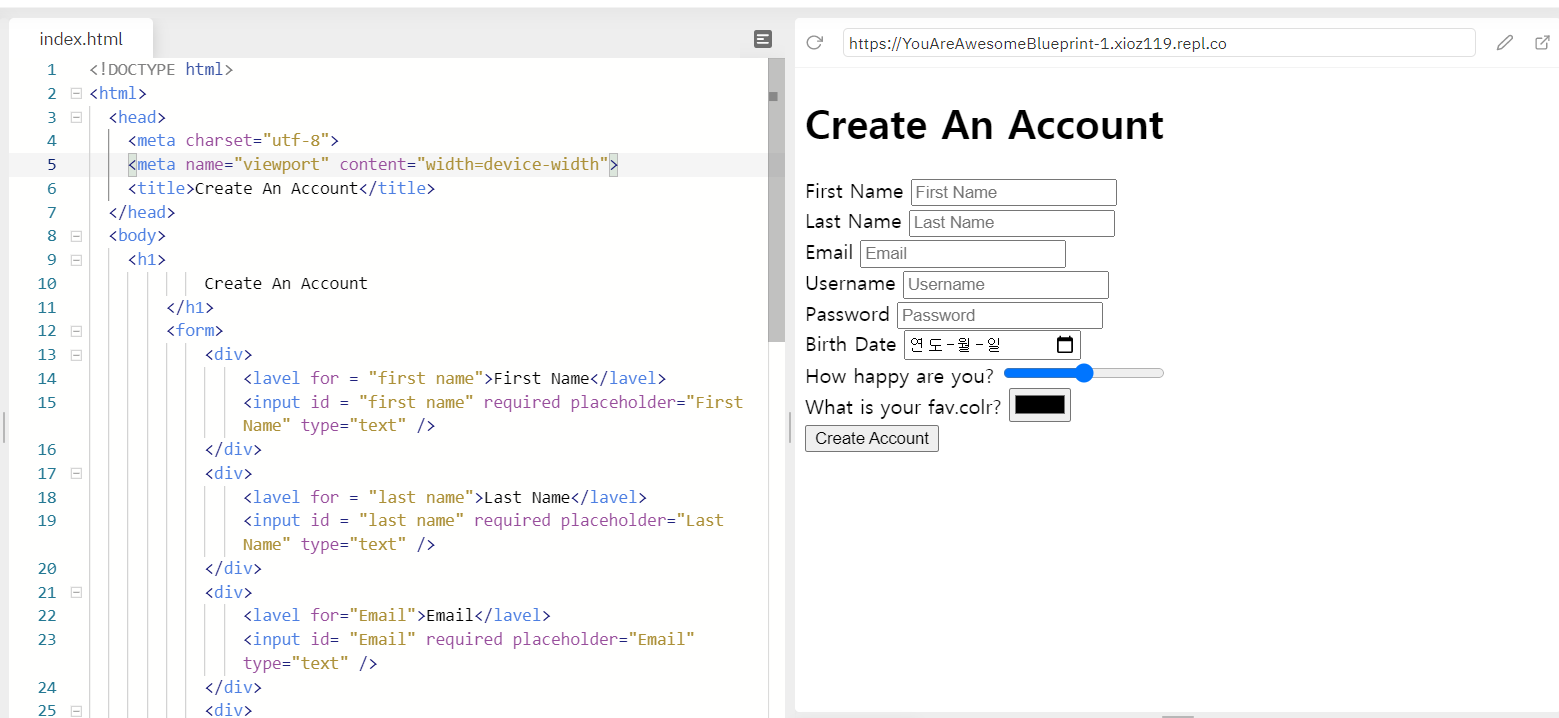 index.html
1 <!DOCTYPE html>
2 <html>
3 <head>
4 <meta charset="utf-8">
5 <meta name="viewport" content="width=device-width">
6 <title>Create An Account</title>
7 </head>
8 <body>
9 <h1>
10 Create An Account
11 </h1>
12 <form>
13 <div>
14 <lavel for = "first name">First Name</lavel>
15 <input id = "first name" required placeholder="First
Name" type="text" />
16 </div>
17 <div>
18 <lavel for = "last name">Last Name</lavel>
19 <input id = "last name" required placeholder="Last
Name" type="text" />
20 </div>
21 <div>
22 <lavel for="Email">Email</lavel>
23 <input id= "Email" required placeholder="Email"
type="text" />
24 </div>
25 <div>
https://YouAreAwesomeBlueprint-1.xioz119.repl.co
Create An Account
First Name First Name
Last Name Last Name
Email Email
Username Username
Password Password
Birth Date 연도-월-일
How happy are you?
What is your fav.colr?
Create Account